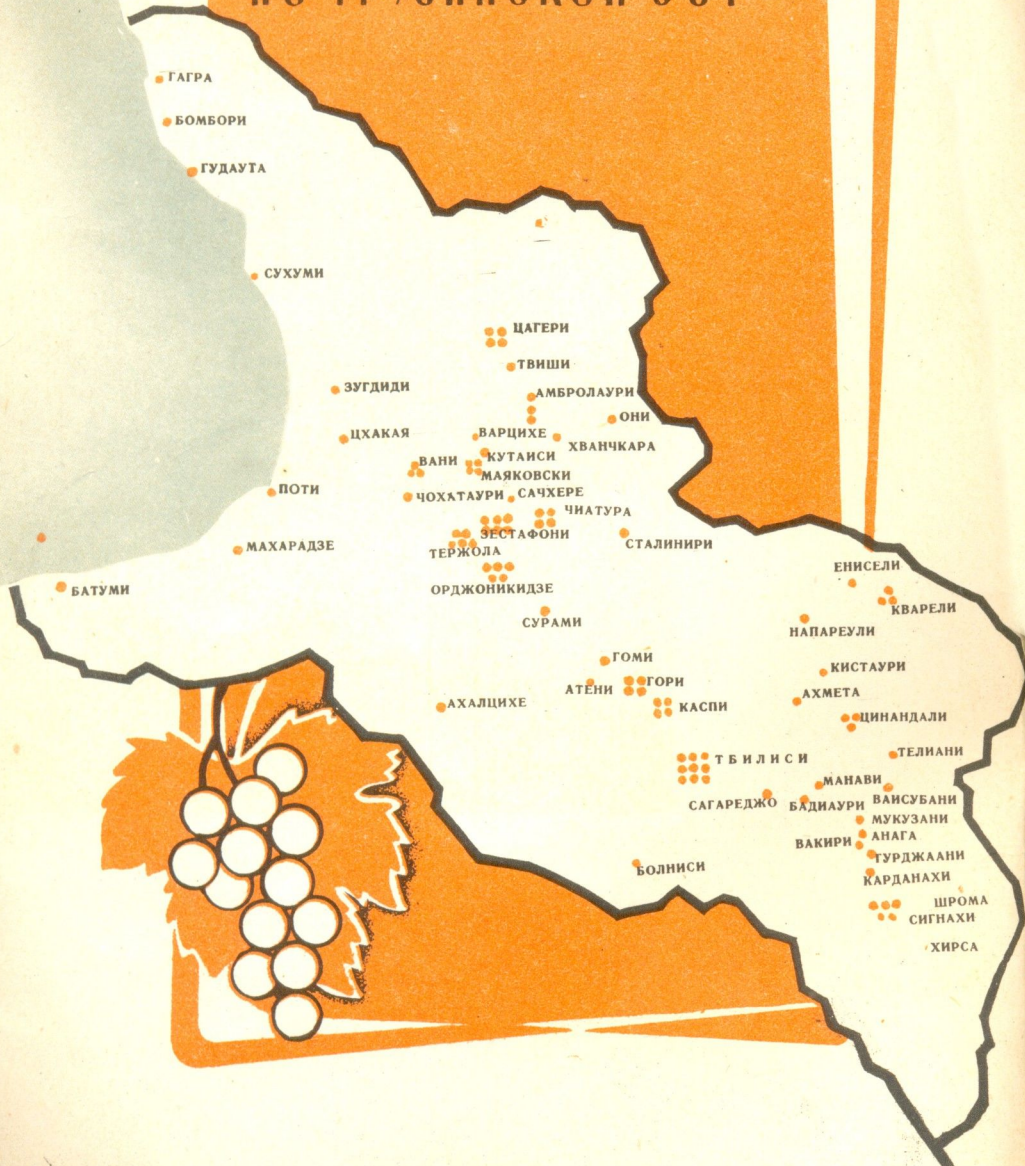 ГАГРА
БОМБОРИ
ГУДАУТА
СУХУМИ
ЦАГЕРИ
ТВИШИ
ЗУГДИДИ
АМБРОЛАУРИ
ОНИ
ЦХАКАЯ
ВАРЦИХЕ
ХВАНЧКАРА
КУТАИСИ
ВАНИ
МАЯКОВСКИ
ПОТИ
ЧОХАТАУРИ
САЧХЕРЕ
ЧИАТУРА
ЗЕСТАФОНИ
МАХАРАДЗЕ
ТЕРЖОЛА
СТАЛИНИРИ
ЕНИСЕЛИ
БАТУМИ
ОРДЖОНИКИДЗЕ
КВАРЕЛИ
СУРАМИ
НАПАРЕУЛИ
ГОМИ
КИСТАУРИ
АТЕНИ
ГОРИ
АХМЕТА
АХАЛЦИХЕ
КАСПИ
ЦИНАНДАЛИ
ТЕЛИАНИ
ТБИЛИСИ
МАНАВИ
САГАРЕДЖО
БАДИАУРИ
ВАИСУБАНИ
МУКУЗАНИ
АНАГА
ВАКИРИ
ГУРДЖААНИ
БОЛНИСИ
КАРДАНАХИ
ШРОМА
СИГНАХИ
ХИРСА